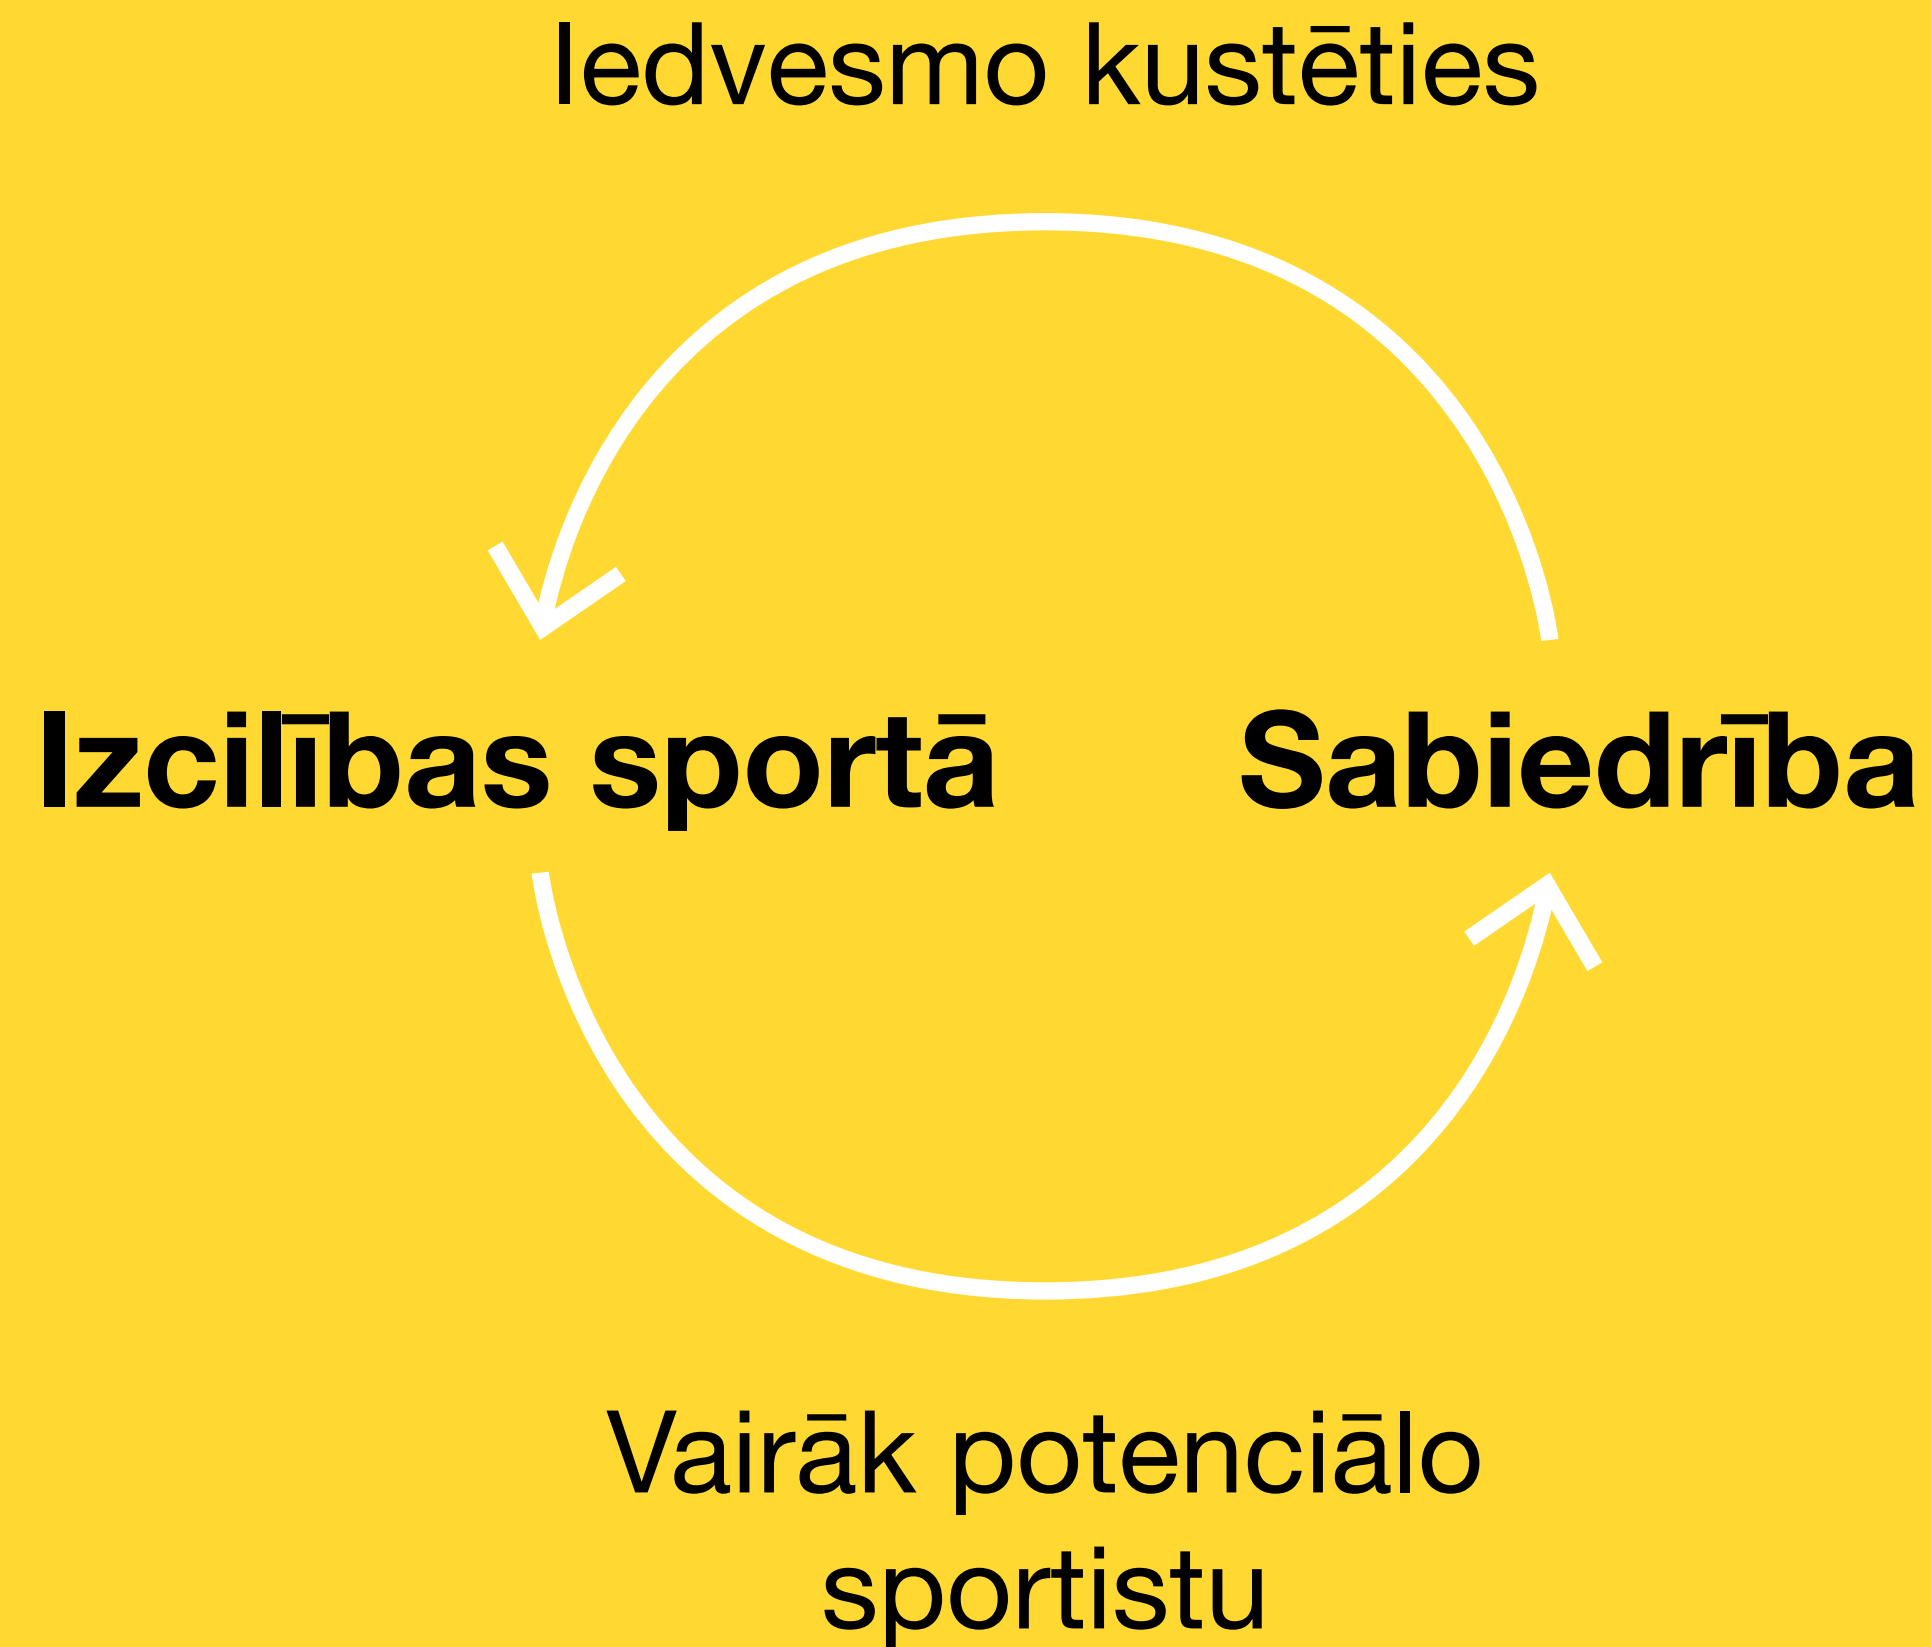 Iedvesmo kustēties
Izcilības sportā
Sabiedrība
Vairāk potenciālo
sportistu